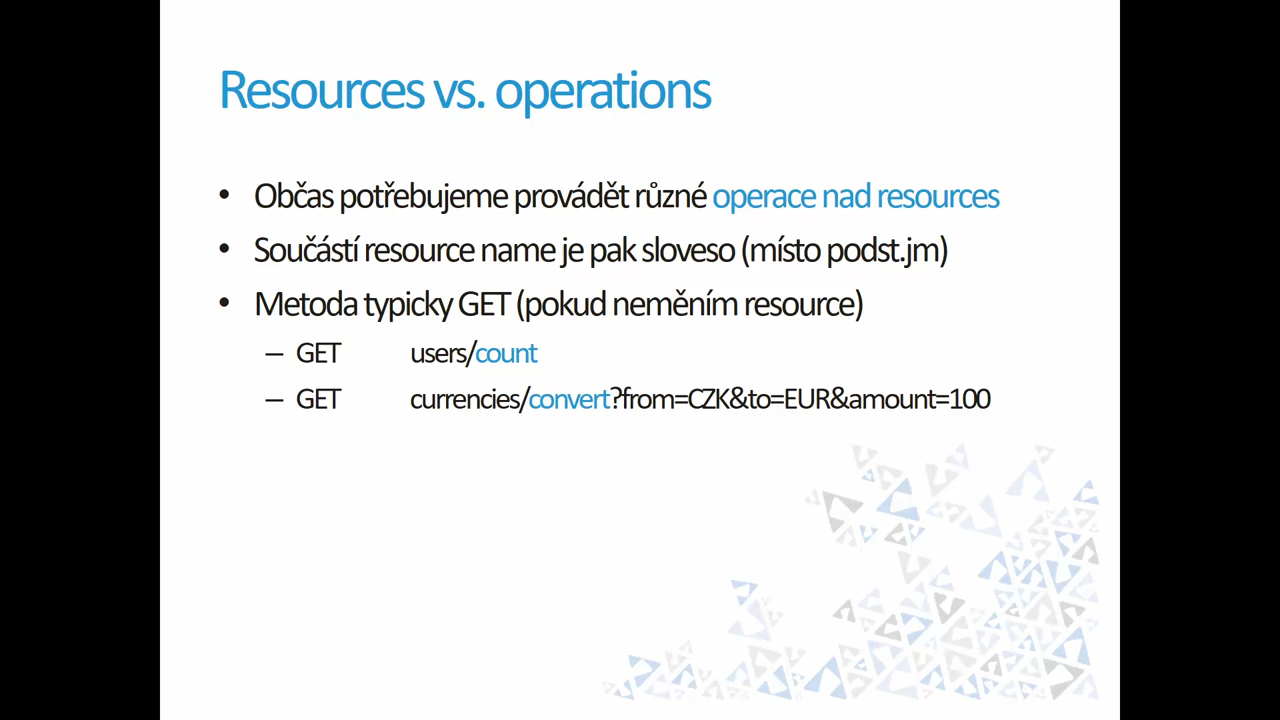 Resources vs. operations
• Občas potřebujeme provádět různé operace nad resources
• Součástí resource name je pak sloveso (místo podst.jm)
• Metoda typicky GET (pokud neměním resource)
– GET users/count
– GET currencies/convert?from=CZK&to=EUR&amount=100